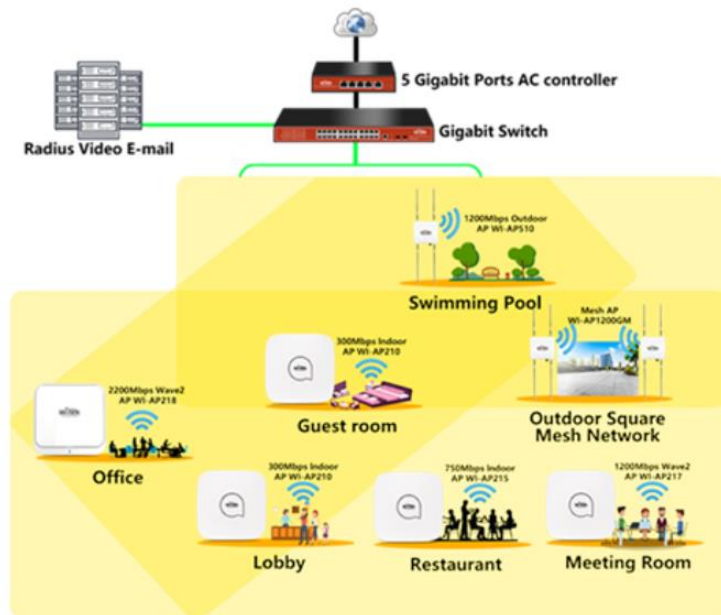 5 Gigabit Ports AC controller
Gigabit Switch
Radius Video E-mail
1200Mbps Outdoor
AP WI-AP510
Swimming Pool
Mesh AP
WI-AP1200GM
300Mbps Indoor
AP WI-AP210
Guest room
Outdoor Square
Mesh Network
2200Mbps Wave2
AP WI-AP218
Office
300Mbps Indoor
AP WI-AP210
Lobby
750Mbps Indoor
AP WI-AP215
Restaurant
1200Mbps Wave2
AP WI-AP217
Meeting Room